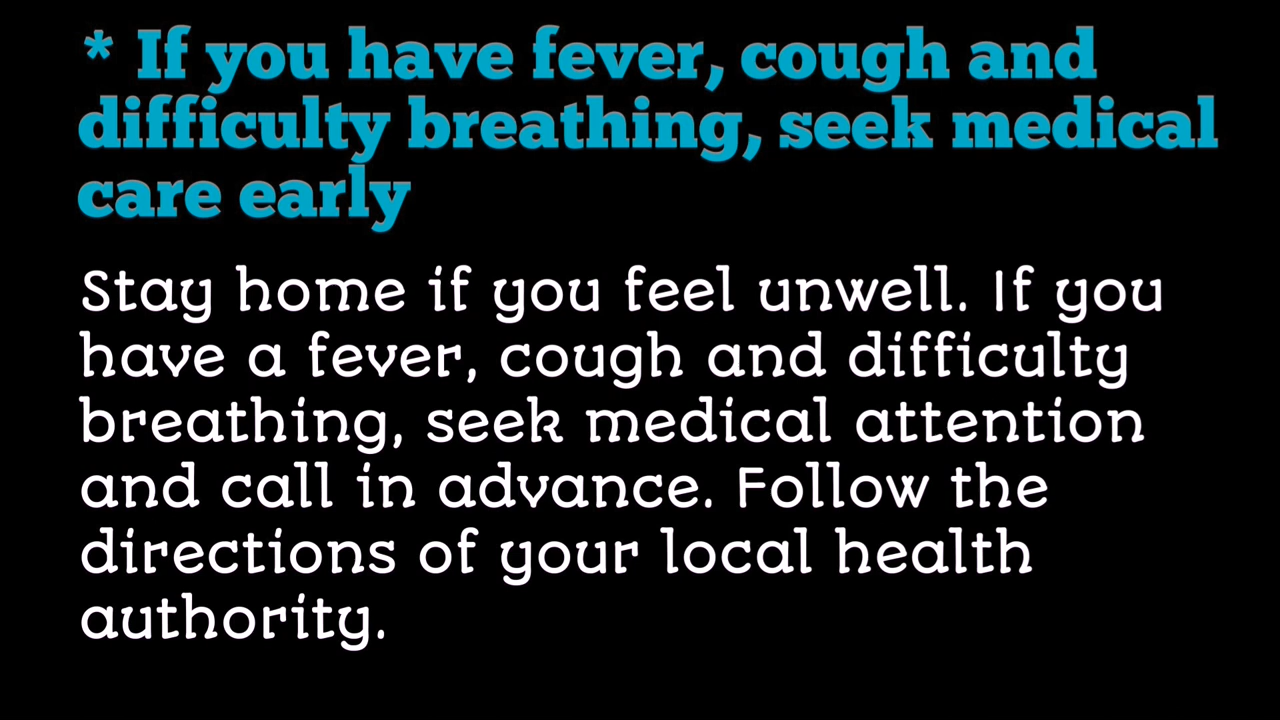 * If you have fever, cough and
difficulty breathing, seek medical
care early
Stay home if you feel unwell. If you
have a fever, cough and difficulty
breathing, seek medical attention
and call in advance. Follow the
directions of your local health
authority.